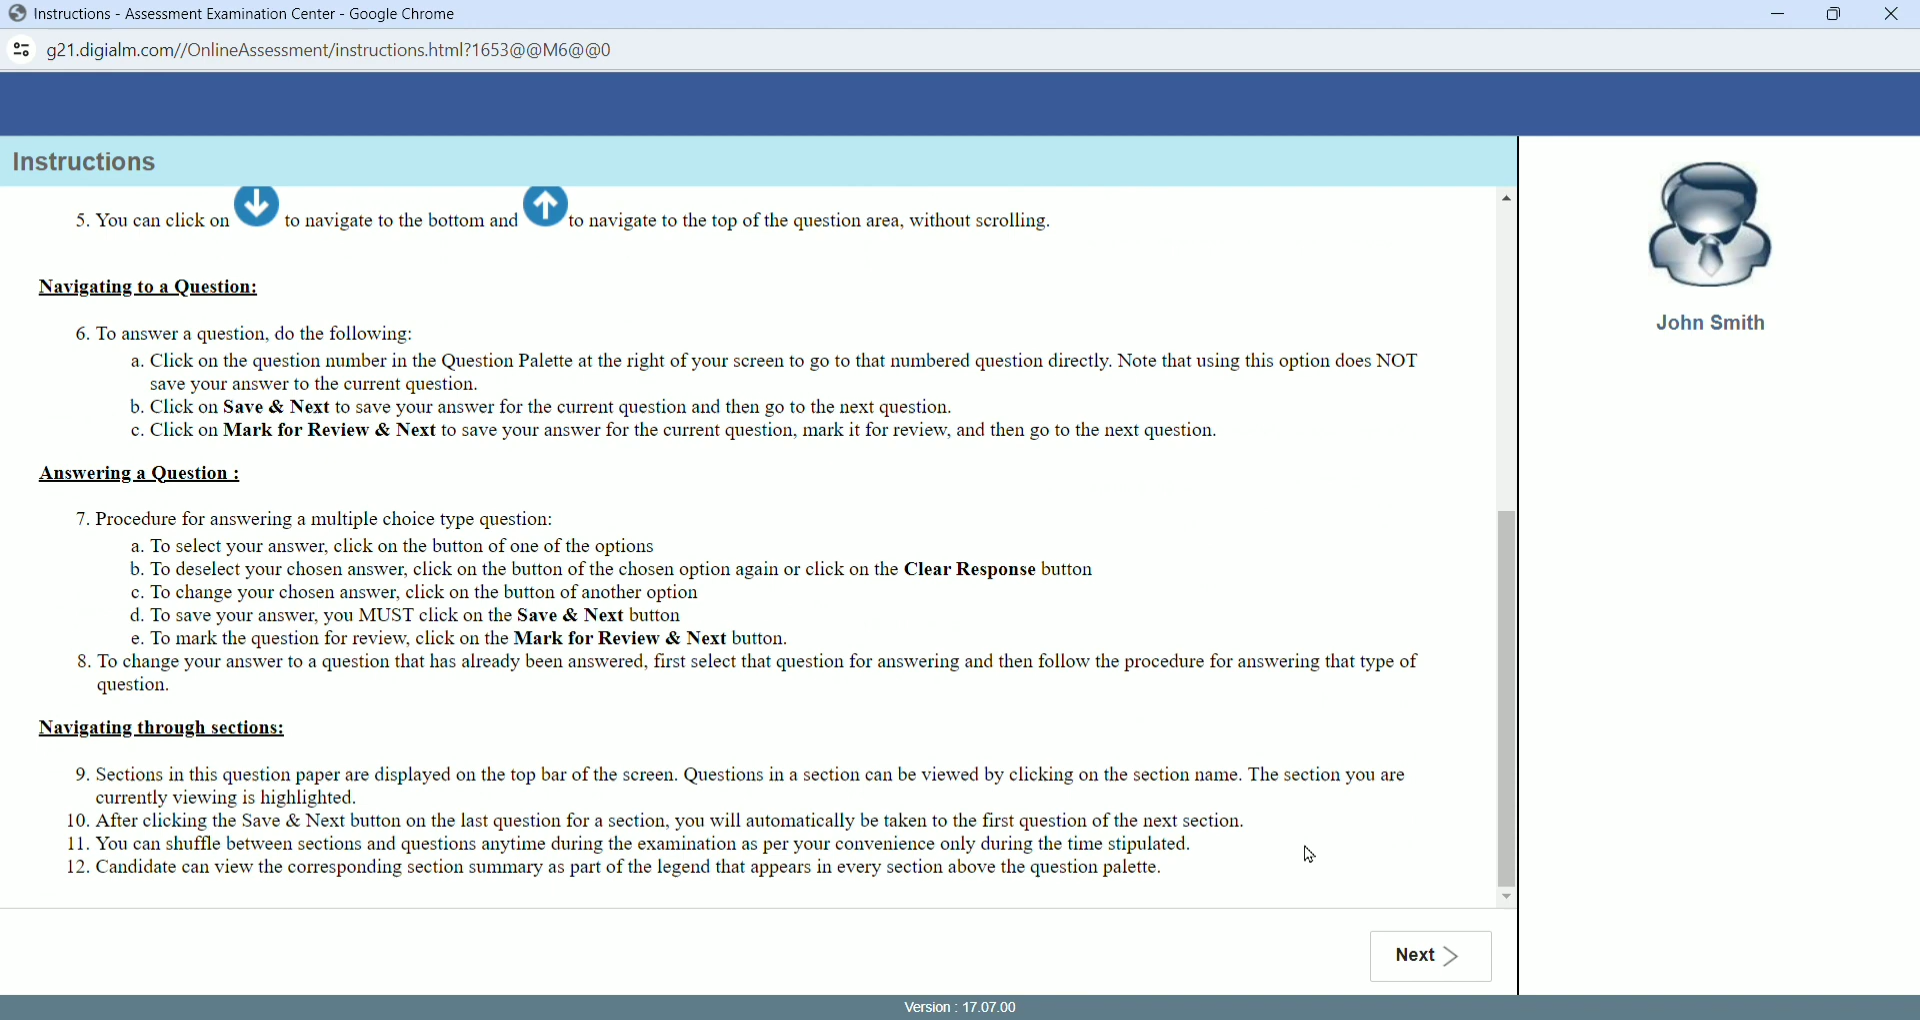 Instructions - Assessment Examination Center - Google Chrome
g21.digialm.com//OnlineAssessment/instructions.html?1653@@M6@@0
Instructions
5. You can click on to navigate to the bottom and to navigate to the top of the question area, without scrolling.
Navigating to a Question:
6. To answer a question, do the following:
a. Click on the question number in the Question Palette at the right of your screen to go to that numbered question directly. Note that using this option does NOT
save your answer to the current question.
b. Click on Save & Next to save your answer for the current question and then go to the next question.
c. Click on Mark for Review & Next to save your answer for the current question, mark it for review, and then go to the next question.
Answering a Question :
7. Procedure for answering a multiple choice type question:
a. To select your answer, click on the button of one of the options
b. To deselect your chosen answer, click on the button of the chosen option again or click on the Clear Response button
c. To change your chosen answer, click on the button of another option
d. To save your answer, you MUST click on the Save & Next button
e. To mark the question for review, click on the Mark for Review & Next button.
8. To change your answer to a question that has already been answered, first select that question for answering and then follow the procedure for answering that type of
question.
Navigating through sections:
9. Sections in this question paper are displayed on the top bar of the screen. Questions in a section can be viewed by clicking on the section name. The section you are
currently viewing is highlighted.
10. After clicking the Save & Next button on the last question for a section, you will automatically be taken to the first question of the next section.
11. You can shuffle between sections and questions anytime during the examination as per your convenience only during the time stipulated.
12. Candidate can view the corresponding section summary as part of the legend that appears in every section above the question palette.
Next
John Smith
Version : 17.07.00